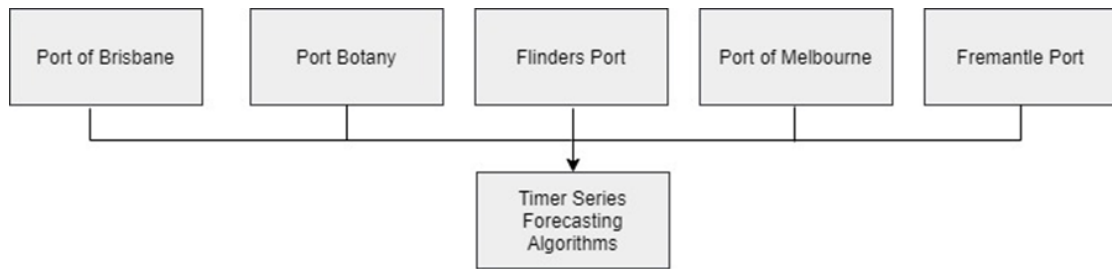 Port of Brisbane
Port Botany
Flinders Port
Port of Melbourne
Fremantle Port
Timer Series
Forecasting
Algorithms